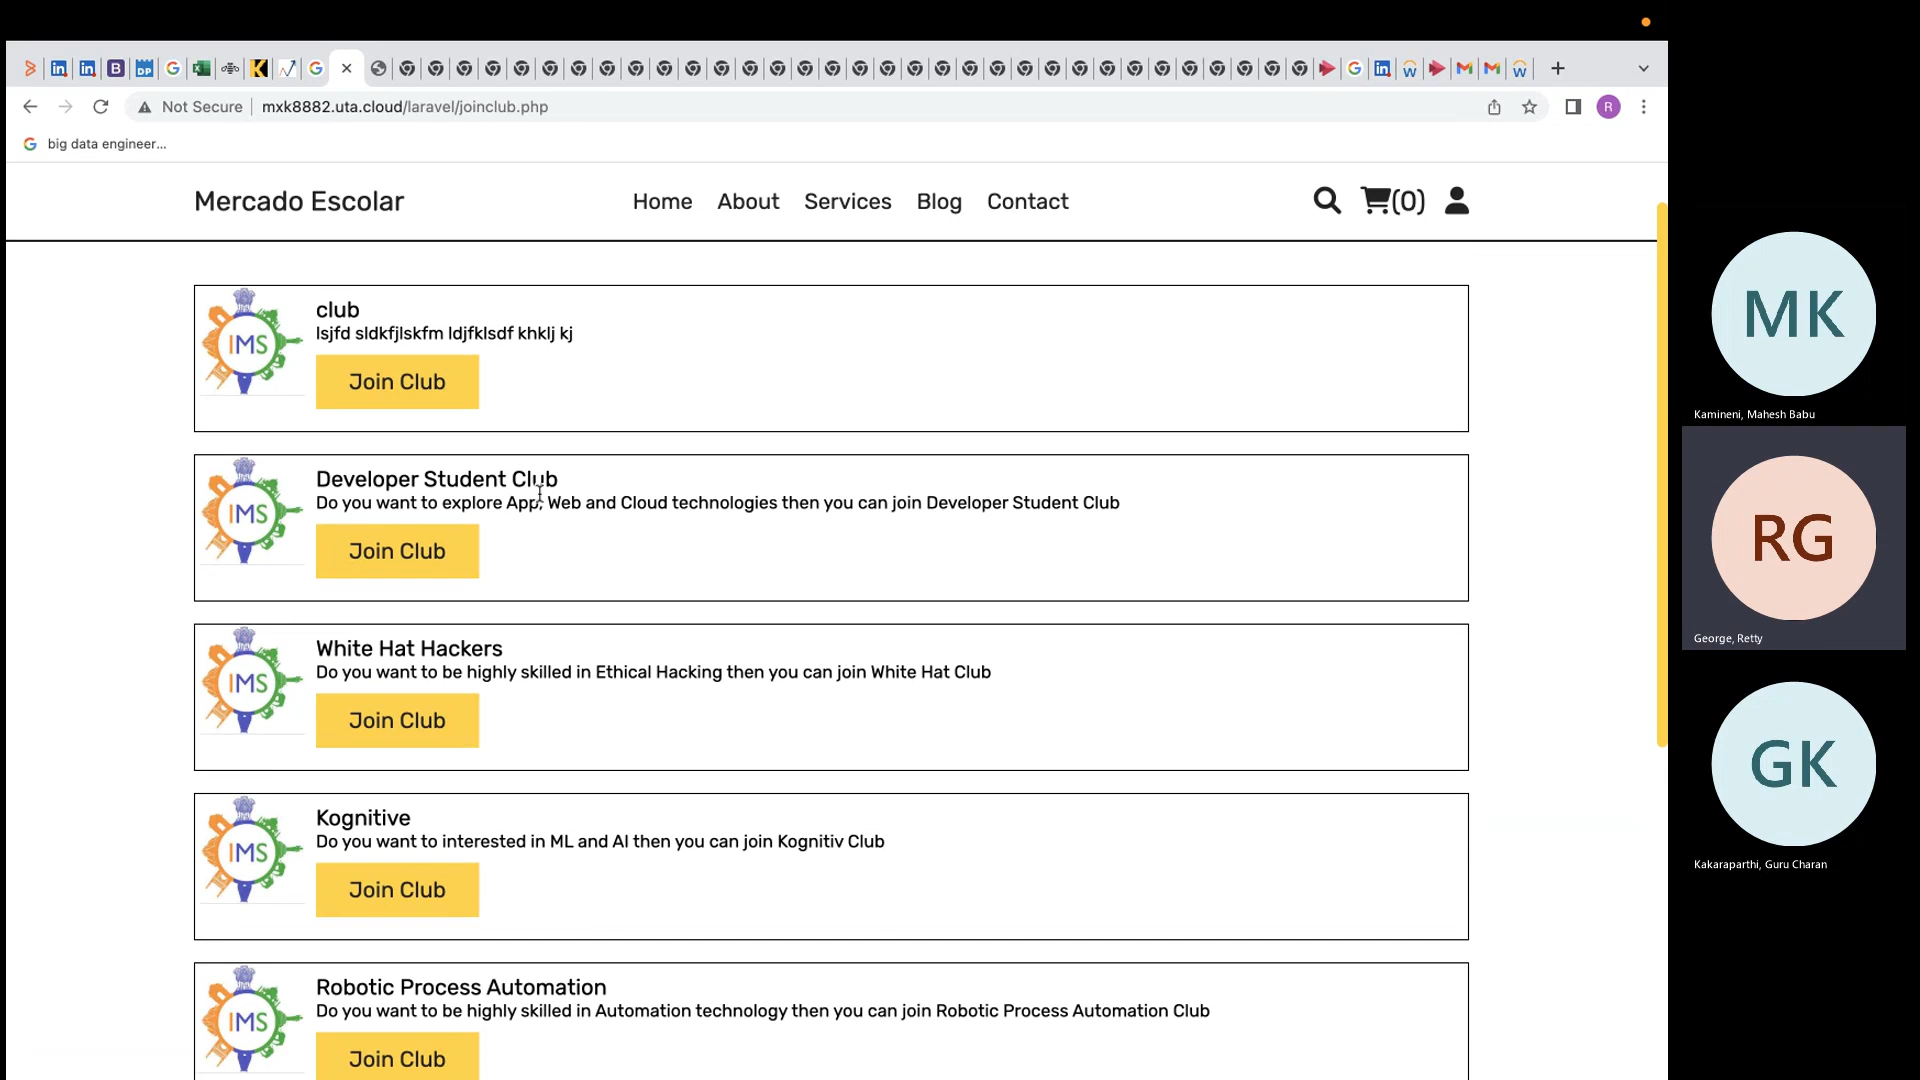 Not Secure
mxk8882.uta.cloud/laravel/joinclub.php
R
big data engineer...
Mercado Escolar
Home
About
Services
Blog
Contact
(0)
IMS
club
lsjfd sldkfjlskfm ldjfklsdf khklj kj
Join Club
IMS
Developer Student Club
Do you want to explore App, Web and Cloud technologies then you can join Developer Student Club
Join Club
IMS
White Hat Hackers
Do you want to be highly skilled in Ethical Hacking then you can join White Hat Club
Join Club
IMS
Kognitive
Do you want to interested in ML and AI then you can join Kognitiv Club
Join Club
IMS
Robotic Process Automation
Do you want to be highly skilled in Automation technology then you can join Robotic Process Automation Club
Join Club
MK
Kamineni, Mahesh Babu
RG
George, Retty
GK
Kakaraparthi, Guru Charan